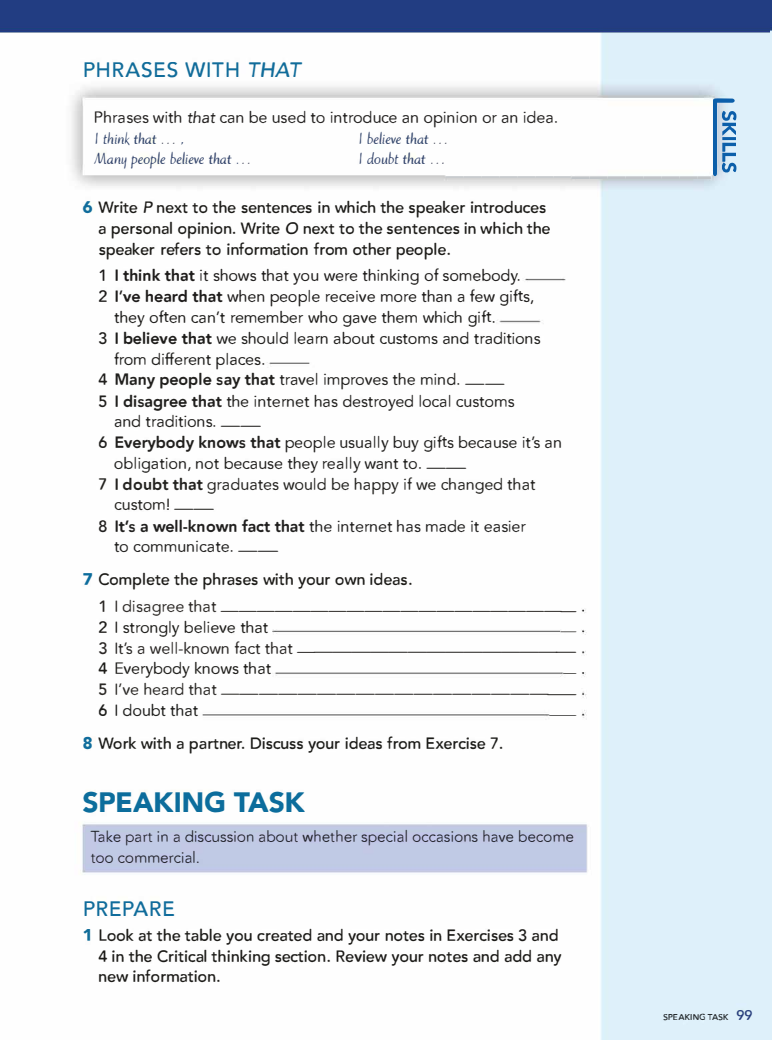 PHRASES WITH THAT
Phrases with that can be used to introduce an opinion or an idea.
I think that … , I believe that …
Many people believe that … I doubt that …
SKILLS
6 Write P next to the sentences in which the speaker introduces
a personal opinion. Write O next to the sentences in which the
speaker refers to information from other people.
1 I think that it shows that you were thinking of somebody. _____
2 I've heard that when people receive more than a few gifts,
they often can't remember who gave them which gift. _____
3 I believe that we should learn about customs and traditions
from different places. _____
4 Many people say that travel improves the mind. _____
5 I disagree that the internet has destroyed local customs
and traditions. _____
6 Everybody knows that people usually buy gifts because it's an
obligation, not because they really want to. _____
7 I doubt that graduates would be happy if we changed that
custom! _____
8 It's a well-known fact that the internet has made it easier
to communicate. _____
7 Complete the phrases with your own ideas.
1 I disagree that _____ .
2 I strongly believe that _____ .
3 It's a well-known fact that _____ .
4 Everybody knows that _____ .
5 I've heard that _____ .
6 I doubt that _____ .
8 Work with a partner. Discuss your ideas from Exercise 7.
SPEAKING TASK
Take part in a discussion about whether special occasions have become
too commercial.
PREPARE
1 Look at the table you created and your notes in Exercises 3 and
4 in the Critical thinking section. Review your notes and add any
new information.
SPEAKING TASK 99